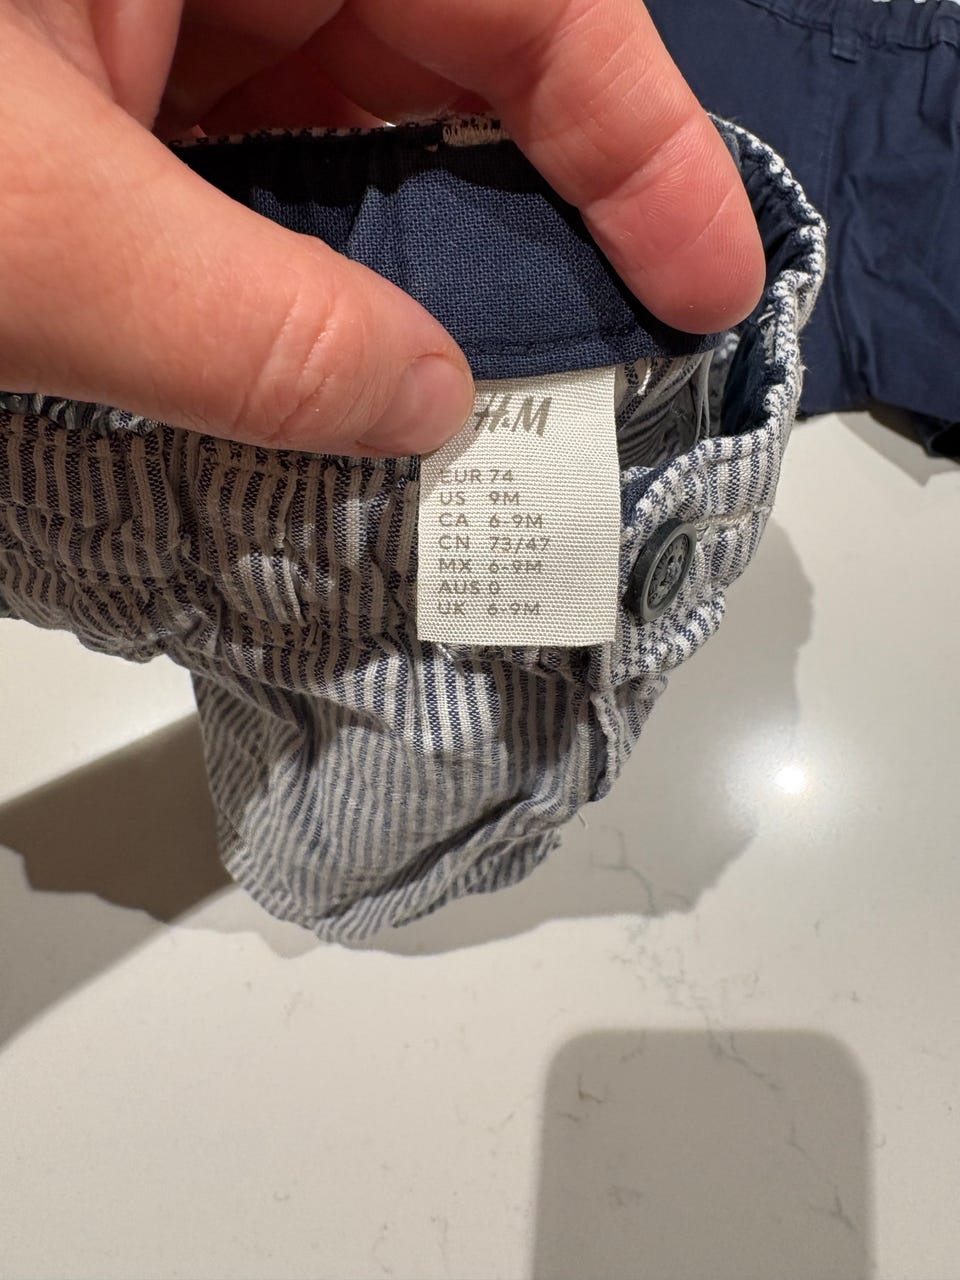 H&M
EUR 74
US 9M
CA 6-9M
CN 73/47
MX 6-9M
AUS 0
UK 6-9M